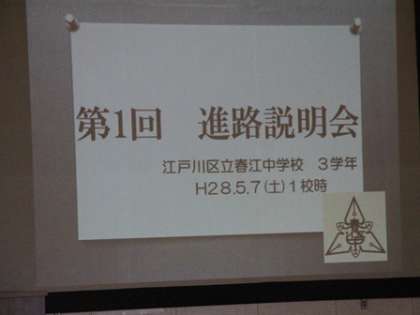 第1回　進路説明会
江戸川区立春江中学校　３学年
H28.5.7(土)１校時